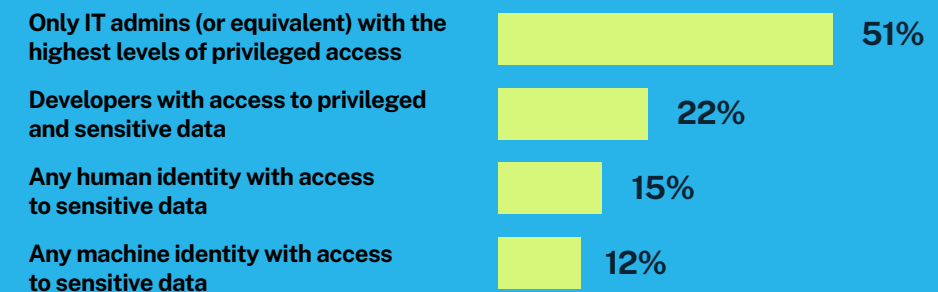 Only IT admins (or equivalent) with the
highest levels of privileged access
51%
Developers with access to privileged
and sensitive data
22%
Any human identity with access
to sensitive data
15%
Any machine identity with access
to sensitive data
12%